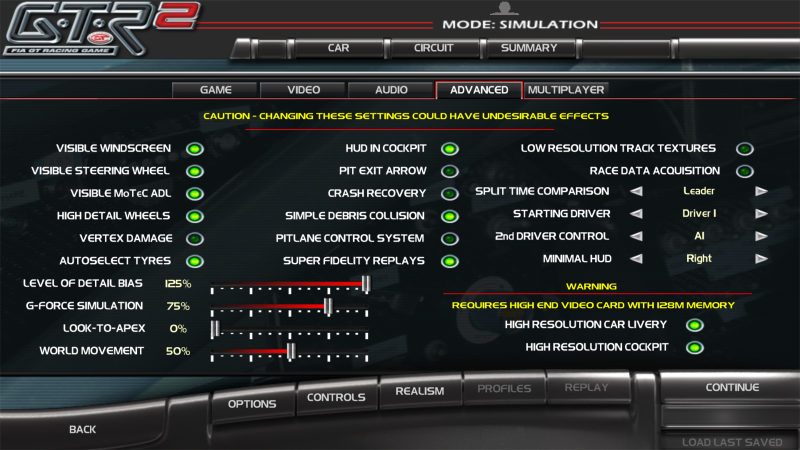 GTR2
FIA GT RACING GAME
MODE: SIMULATION
CAR CIRCUIT SUMMARY
GAME VIDEO AUDIO ADVANCED MULTIPLAYER
CAUTION - CHANGING THESE SETTINGS COULD HAVE UNDESIRABLE EFFECTS
VISIBLE WINDSCREEN
VISIBLE STEERING WHEEL
VISIBLE MoTeC ADL
HIGH DETAIL WHEELS
VERTEX DAMAGE
AUTOSELECT TYRES
HUD IN COCKPIT
PIT EXIT ARROW
CRASH RECOVERY
SIMPLE DEBRIS COLLISION
PITLANE CONTROL SYSTEM
SUPER FIDELITY REPLAYS
LOW RESOLUTION TRACK TEXTURES
RACE DATA ACQUISITION
SPLIT TIME COMPARISON Leader
STARTING DRIVER Driver 1
2nd DRIVER CONTROL AI
MINIMAL HUD Right
LEVEL OF DETAIL BIAS 125%
G-FORCE SIMULATION 75%
LOOK-TO-APEX 0%
WORLD MOVEMENT 50%
WARNING
REQUIRES HIGH END VIDEO CARD WITH 128M MEMORY
HIGH RESOLUTION CAR LIVERY
HIGH RESOLUTION COCKPIT
BACK OPTIONS CONTROLS REALISM PROFILES REPLAY CONTINUE
LOAD LAST SAVED